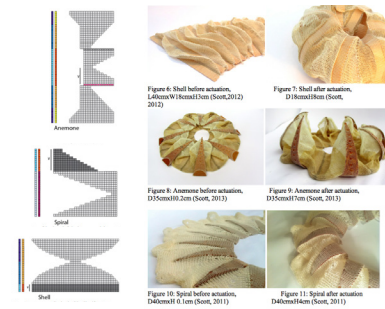 Anemone
Spiral
Shell
Figure 6: Shell before actuation,
L40cmxW18cmxH3cm (Scott,2012)
2012)
Figure 7: Shell after actuation,
D18cmxH8cm (Scott,
Figure 8: Anemone before actuation,
D35cmxH0.2cm (Scott, 2013)
Figure 9: Anemone after actuation,
D35cmxH7cm (Scott, 2013)
Figure 10: Spiral before actuation,
D40cmxH 0.1cm (Scott, 2011)
Figure 11: Spiral after actuation
D40cmxH4cm (Scott, 2011)